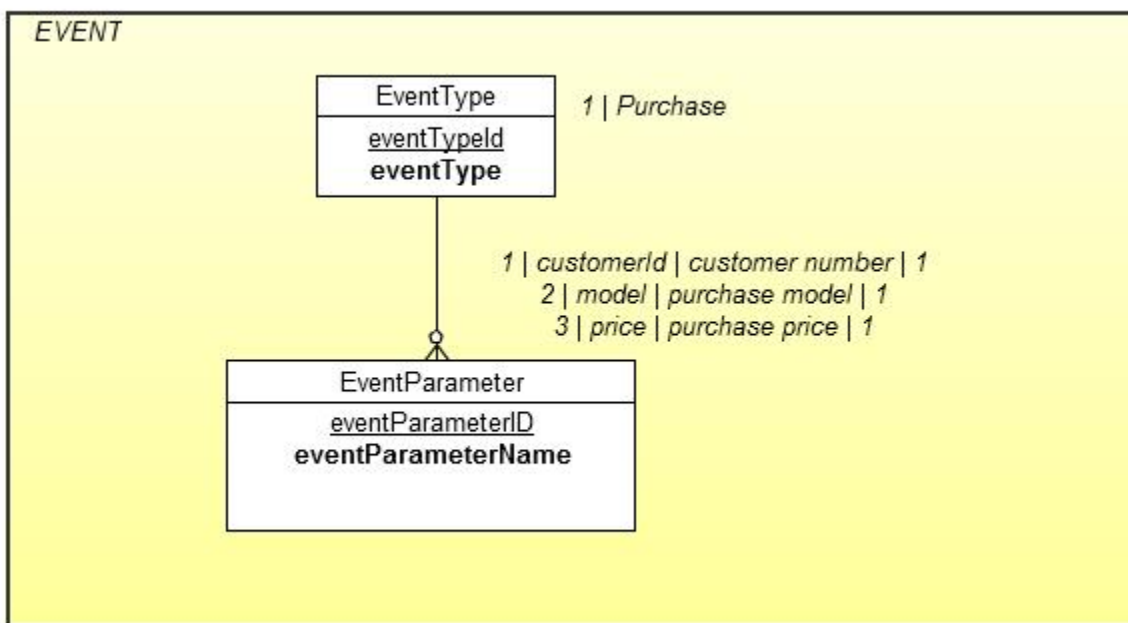 EVENT
EventType
1 | Purchase
eventTypeId
eventType
1 | customerId | customer number | 1
2 | model | purchase model | 1
3 | price | purchase price | 1
EventParameter
eventParameterID
eventParameterName